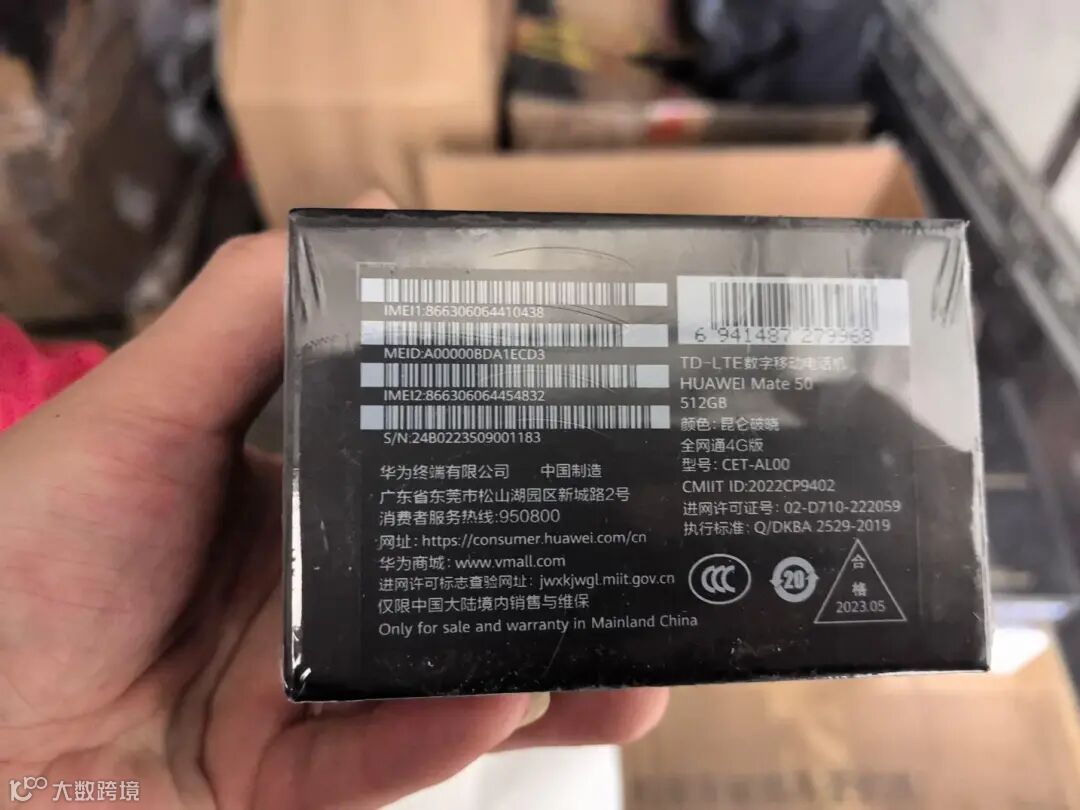 IMEI1:866306064410438
MEID:A00000BDA1ECD3
IMEI2:866306064454832
S/N:24B0223509001183
华为终端有限公司 中国制造
广东省东莞市松山湖园区新城路2号
消费者服务热线:950800
网址: https://consumer.huawei.com/cn
华为商城: www.vmall.com
进网许可标志查验网址: jwxkjwgl.miit.gov.cn
仅限中国大陆境内销售与维保
Only for sale and warranty in Mainland China
6 941487 279968
TD-LTE数字移动电话机
HUAWEI Mate 50
512GB
颜色: 昆仑破晓
全网通4G版
型号: CET-AL00
CMIIT ID:2022CP9402
进网许可证号: 02-D710-222059
执行标准: Q/DKBA 2529-2019
CCC
20
合
格
2023.05
大数跨境